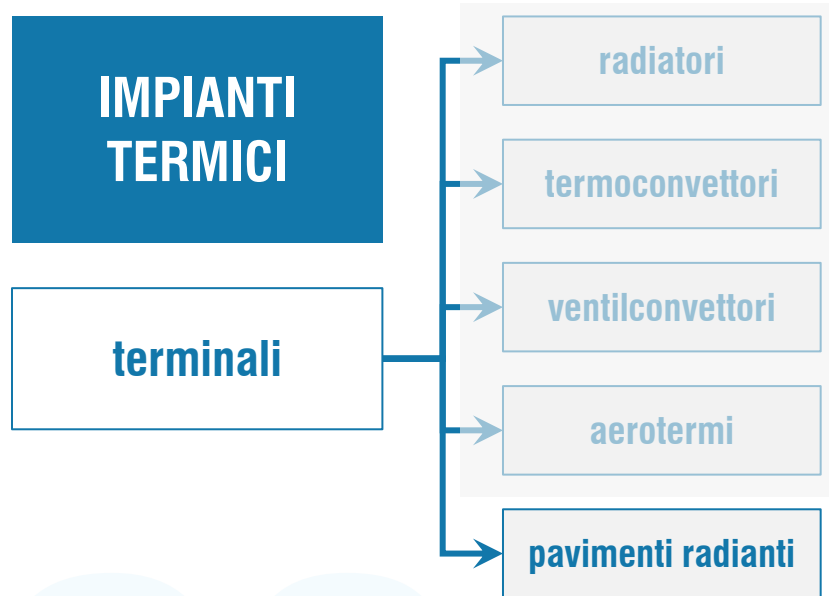 IMPIANTI
TERMICI
terminali
radiatori
termoconvettori
ventilconvettori
aerotermi
pavimenti radianti